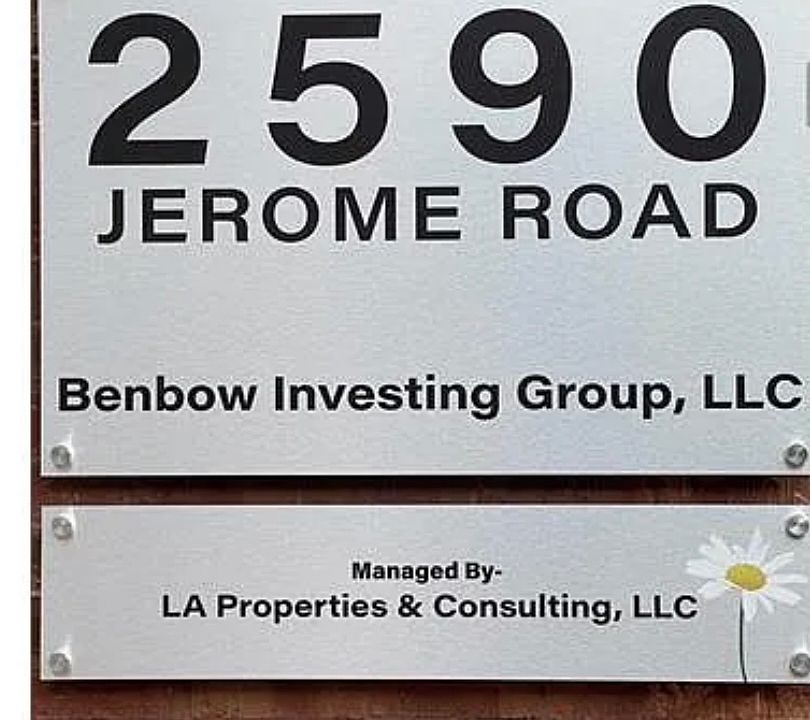 2590
JEROME ROAD
Benbow Investing Group, LLC
Managed By-
LA Properties & Consulting, LLC